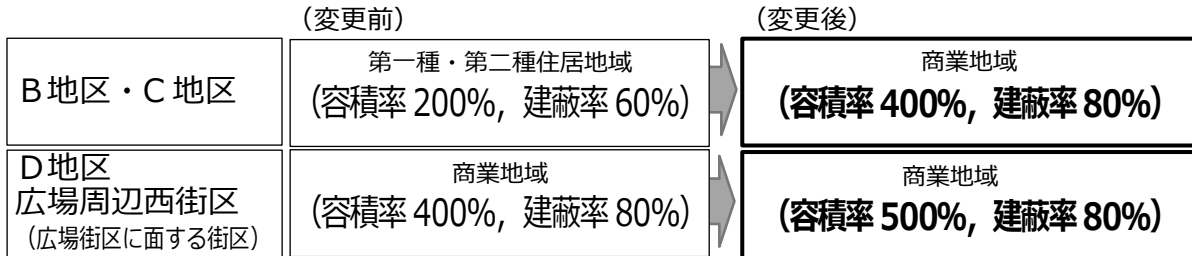 （変更前）
（変更後）
Ｂ地区・Ｃ地区
第一種・第二種住居地域
（容積率 200%，建蔽率 60%）
商業地域
（容積率 400%，建蔽率 80%）
Ｄ地区
広場周辺西街区
（広場街区に面する街区）
商業地域
（容積率 400%，建蔽率 80%）
商業地域
（容積率 500%，建蔽率 80%）